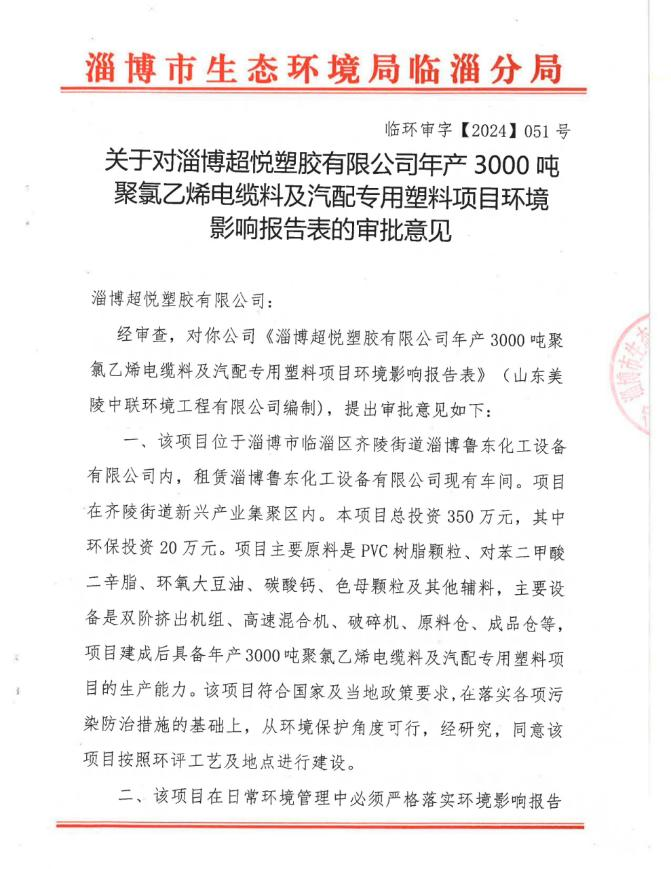 淄博市生态环境局临淄分局
临环审字【2024】051 号
关于对淄博超悦塑胶有限公司年产 3000 吨
聚氯乙烯电缆料及汽配专用塑料项目环境
影响报告表的审批意见
淄博超悦塑胶有限公司：
经审查，对你公司《淄博超悦塑胶有限公司年产 3000 吨聚
氯乙烯电缆料及汽配专用塑料项目环境影响报告表》（山东美
陵中联环境工程有限公司编制），提出审批意见如下：
一、该项目位于淄博市临淄区齐陵街道淄博鲁东化工设备
有限公司内，租赁淄博鲁东化工设备有限公司现有车间。项目
在齐陵街道新兴产业集聚区内。本项目总投资 350 万元，其中
环保投资 20 万元。项目主要原料是 PVC 树脂颗粒、对苯二甲酸
二辛脂、环氧大豆油、碳酸钙、色母颗粒及其他辅料，主要设
备是双阶挤出机组、高速混合机、破碎机、原料仓、成品仓等，
项目建成后具备年产 3000 吨聚氯乙烯电缆料及汽配专用塑料项
目的生产能力。该项目符合国家及当地政策要求,在落实各项污
染防治措施的基础上，从环境保护角度可行，经研究，同意该
项目按照环评工艺及地点进行建设。
二、该项目在日常环境管理中必须严格落实环境影响报告
淄博市生态